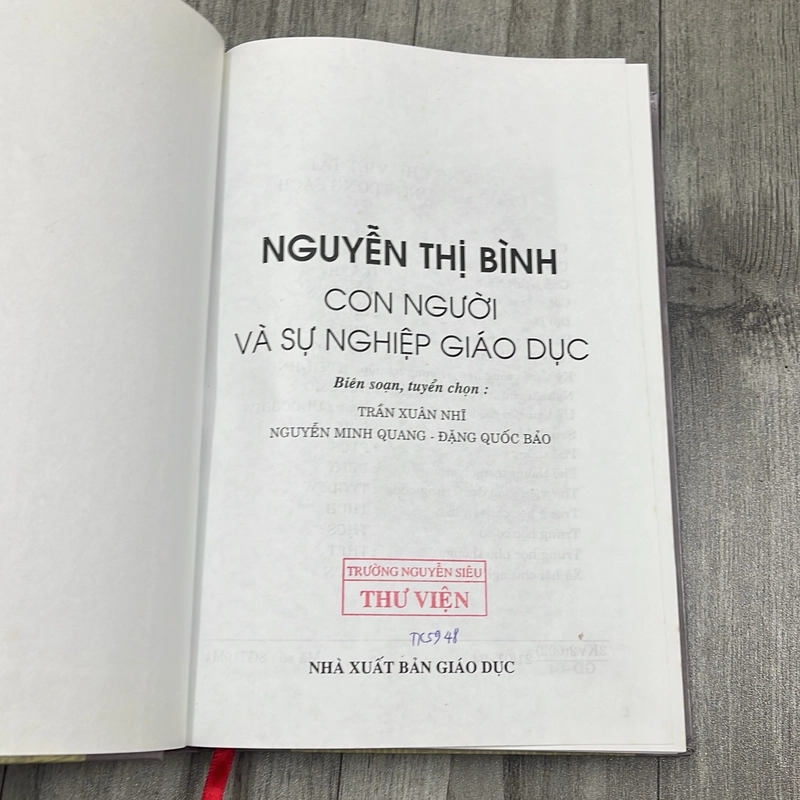 NGUYỄN THỊ BÌNH
CON NGƯỜI
VÀ SỰ NGHIỆP GIÁO DỤC
Biên soạn, tuyển chọn :
TRẦN XUÂN NHĨ
NGUYỄN MINH QUANG - ĐẶNG QUỐC BẢO
TRƯỜNG NGUYỄN SIÊU
THƯ VIỆN
NHÀ XUẤT BẢN GIÁO DỤC